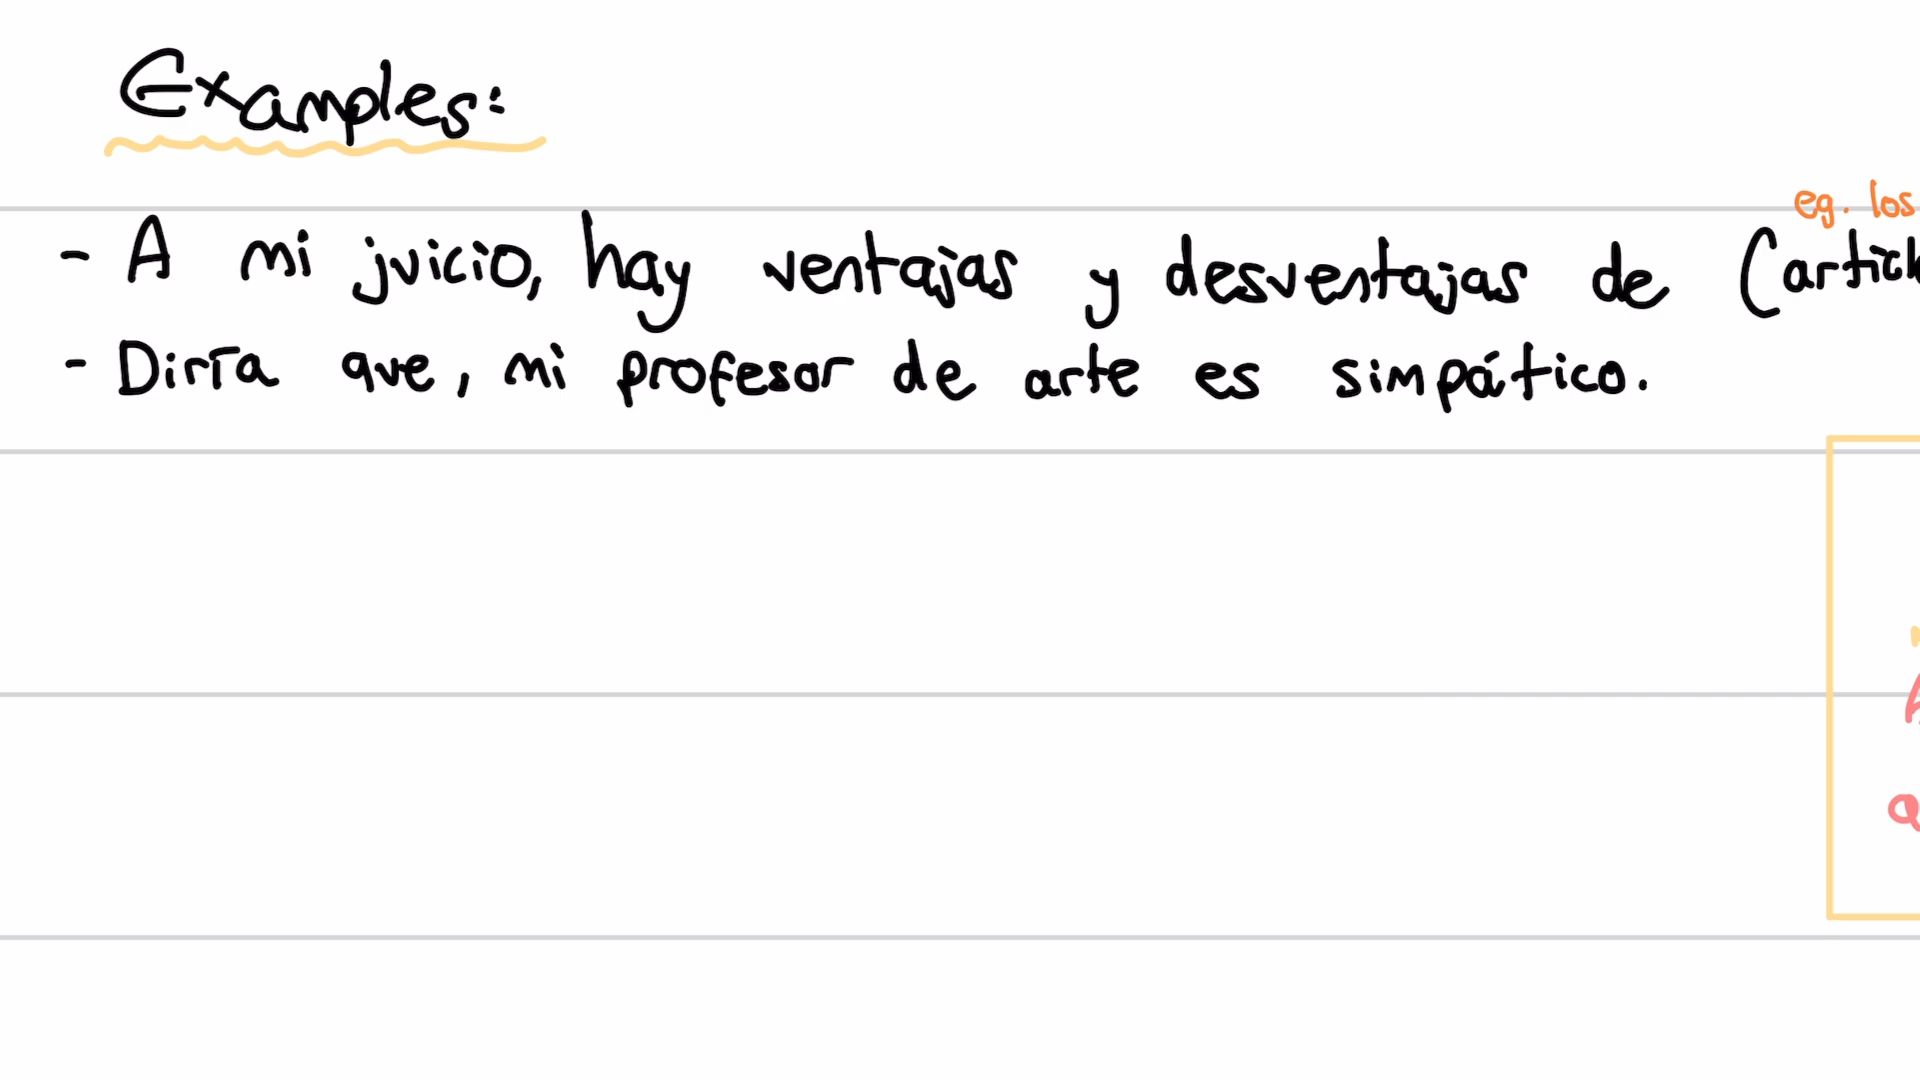 Examples:
eg. los
- A mi juicio, hay ventajas y desventajas de
- Diría que, mi profesor de arte es simpático.